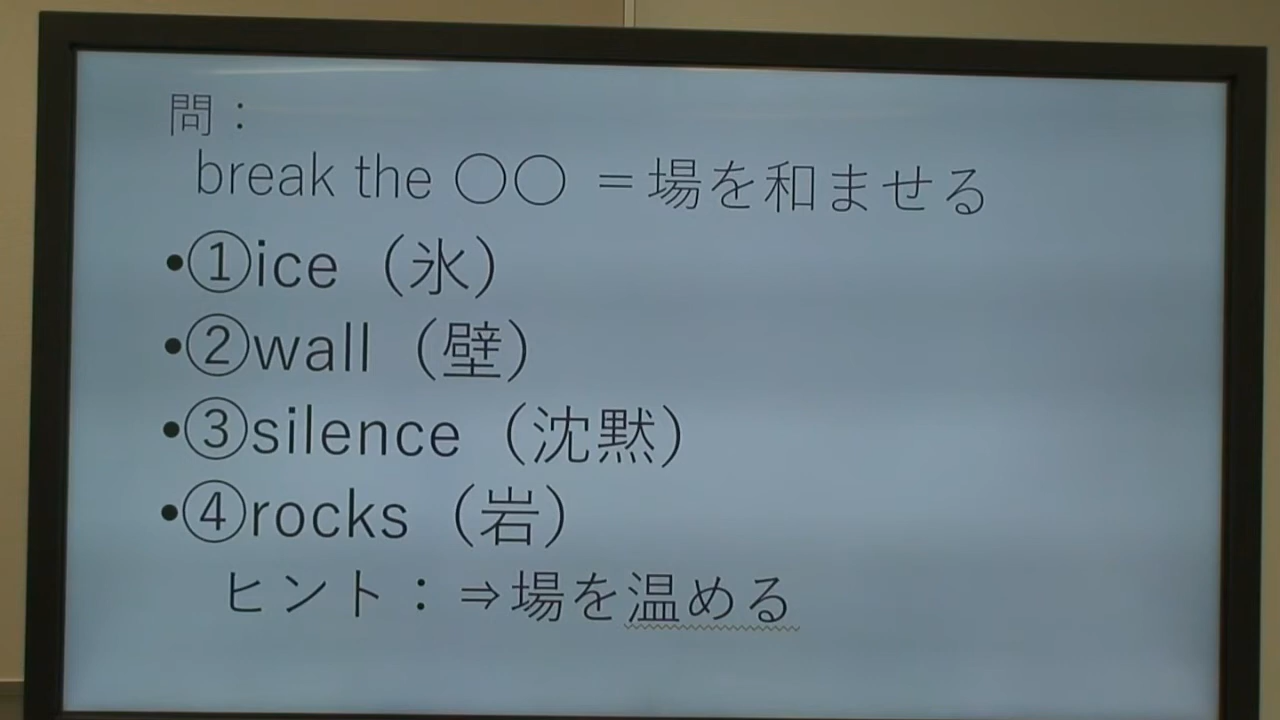 問：
break the 〇〇 ＝場を和ませる
•①ice（氷）
•②wall（壁）
•③silence（沈黙）
•④rocks（岩）
ヒント：⇒場を温める